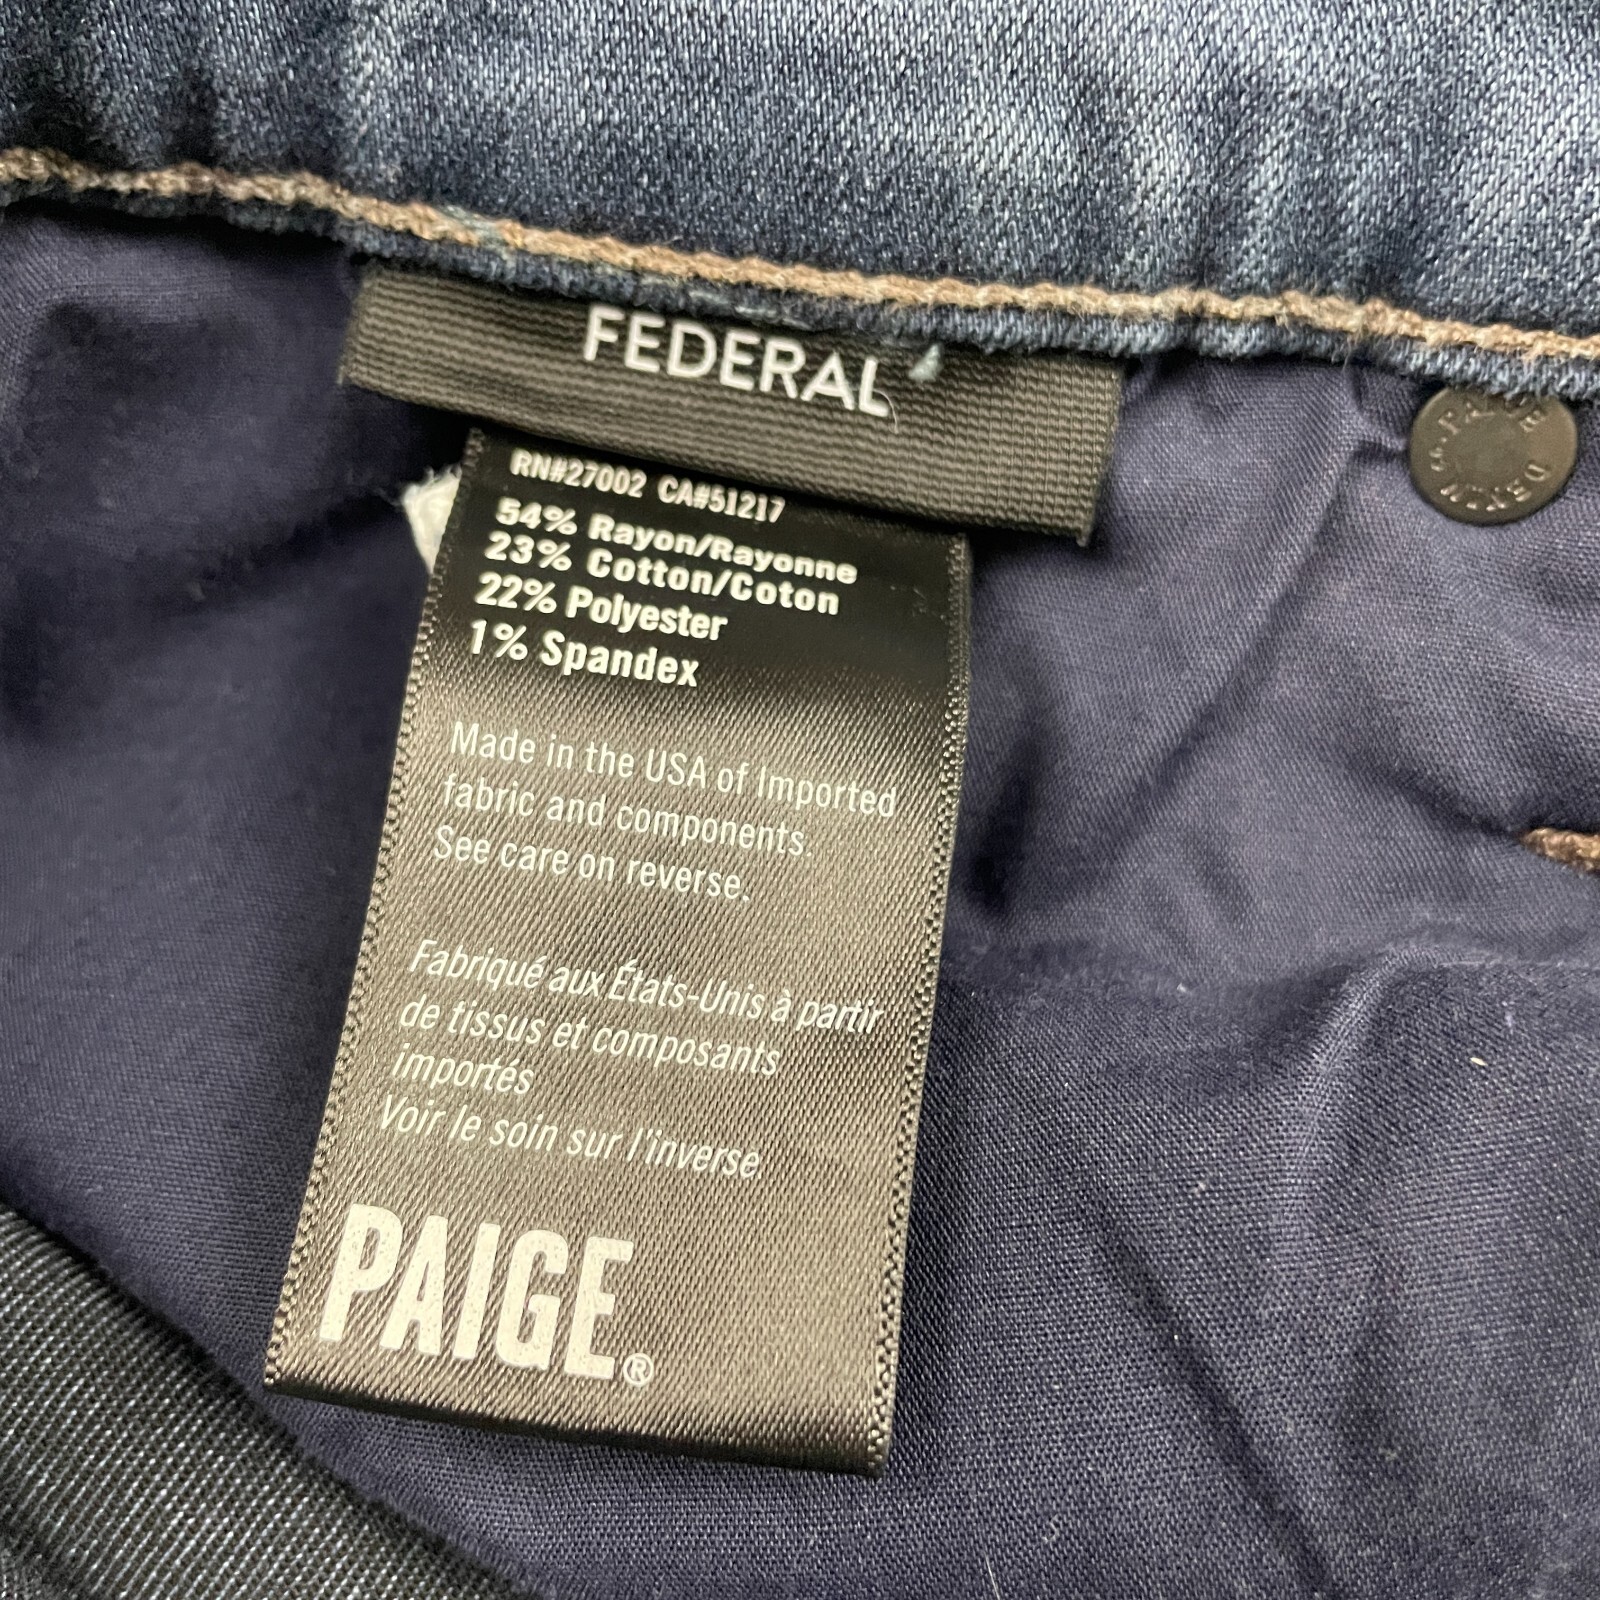 FEDERAL
RN#27002 CA#51217
54% Rayon/Rayonne
23% Cotton/Coton
22% Polyester
1% Spandex
Made in the USA of Imported
fabric and components.
See care on reverse.
Fabriqué aux États-Unis à partir
de tissus et composants
importés
Voir le soin sur l'inverse.
PAIGE®